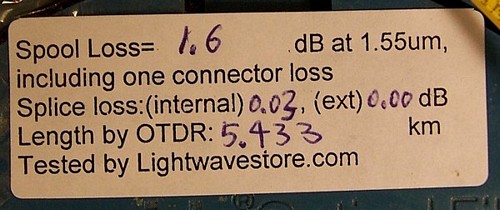 Spool Loss= 1.6 dB at 1.55um,
including one connector loss
Splice loss:(internal) 0.03, (ext) 0.00 dB
Length by OTDR: 5.433 km
Tested by Lightwavestore.com